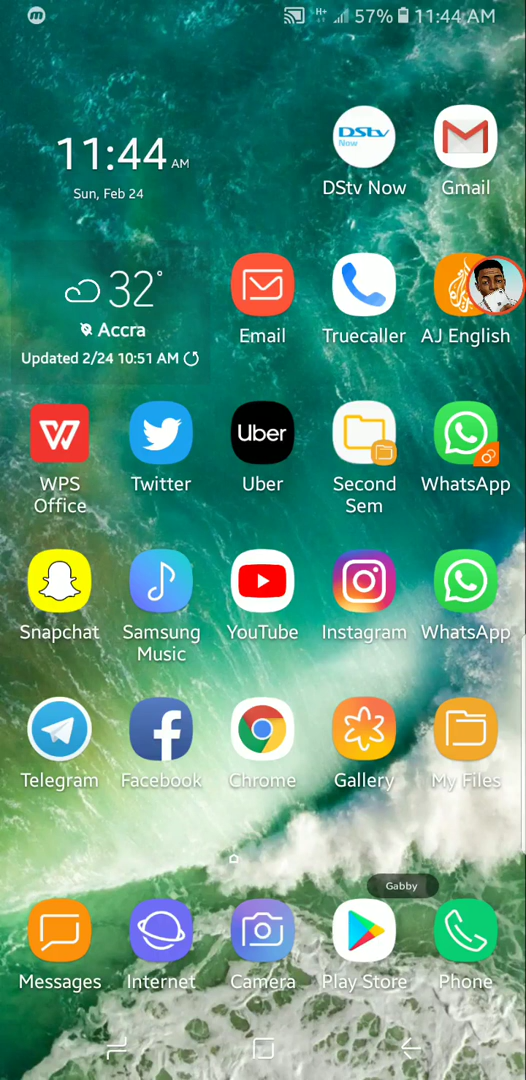 m H+ 57% 11:44 AM
11:44 AM
Sun, Feb 24
DStv
Now
DStv Now Gmail
32°
Accra
Updated 2/24 10:51 AM
Email Truecaller AJ English
Uber
WPS Office Twitter Uber Second Sem WhatsApp
Snapchat Samsung Music YouTube Instagram WhatsApp
Telegram Facebook Chrome Gallery My Files
Gabby
Messages Internet Camera Play Store Phone